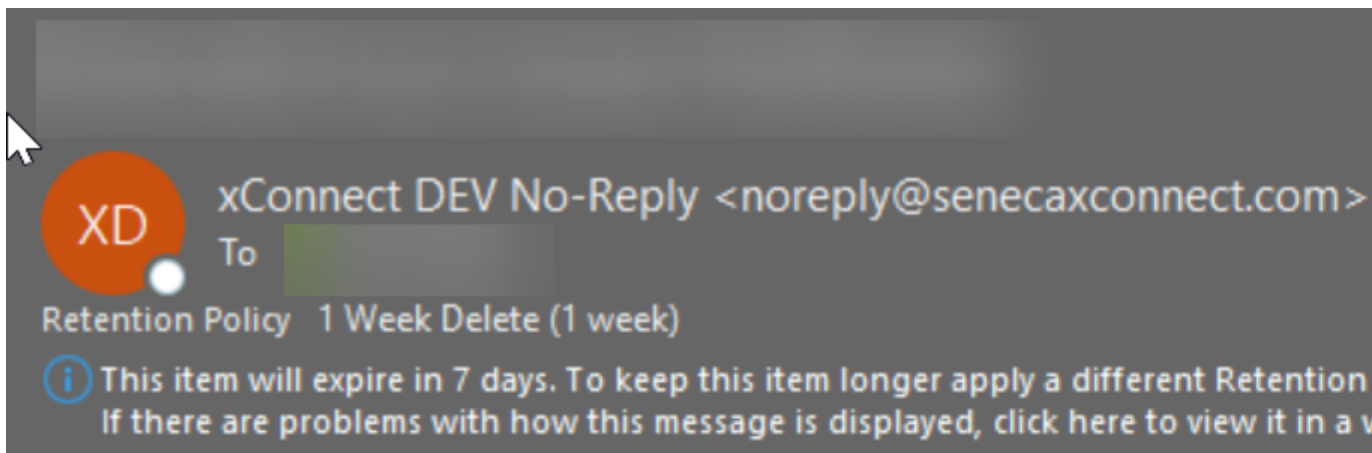 XD
xConnect DEV No-Reply <noreply@senecaxconnect.com>
To
Retention Policy 1 Week Delete (1 week)
This item will expire in 7 days. To keep this item longer apply a different Retention
If there are problems with how this message is displayed, click here to view it in a